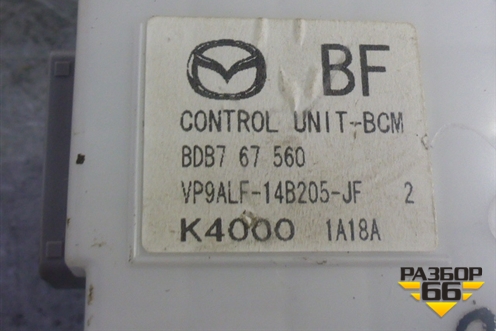 BF
CONTROL UNIT-BCM
BDB7 67 560
VP9ALF-14B205-JF 2
K4000 1A18A
РАЗБОР
66